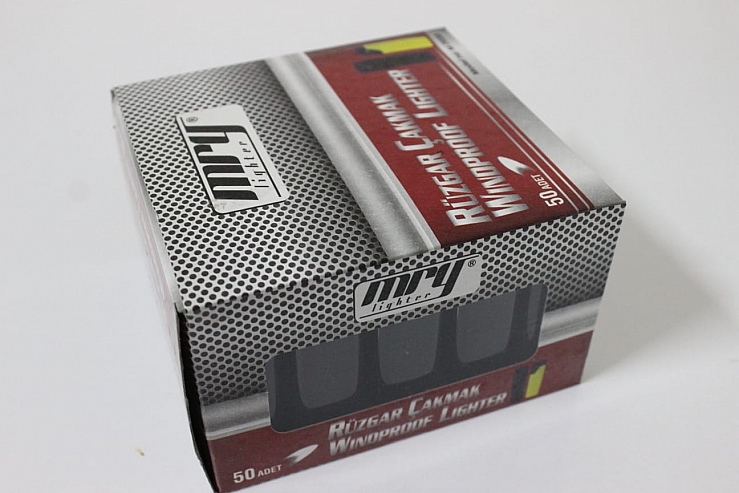 mry®
lighter
RÜZGAR ÇAKMAK
WINDPROOF LIGHTER
50 ADET
mry®
lighter
RÜZGAR ÇAKMAK
WINDPROOF LIGHTER
50 ADET